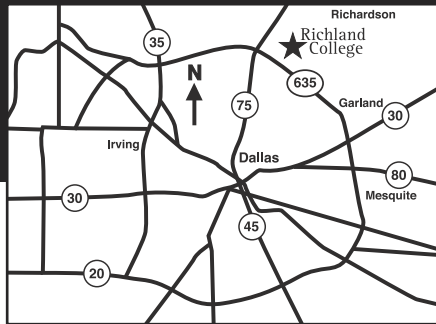 Richardson
35
Richland
College
N
635
75
Garland
30
Irving
Dallas
80
30
Mesquite
45
20